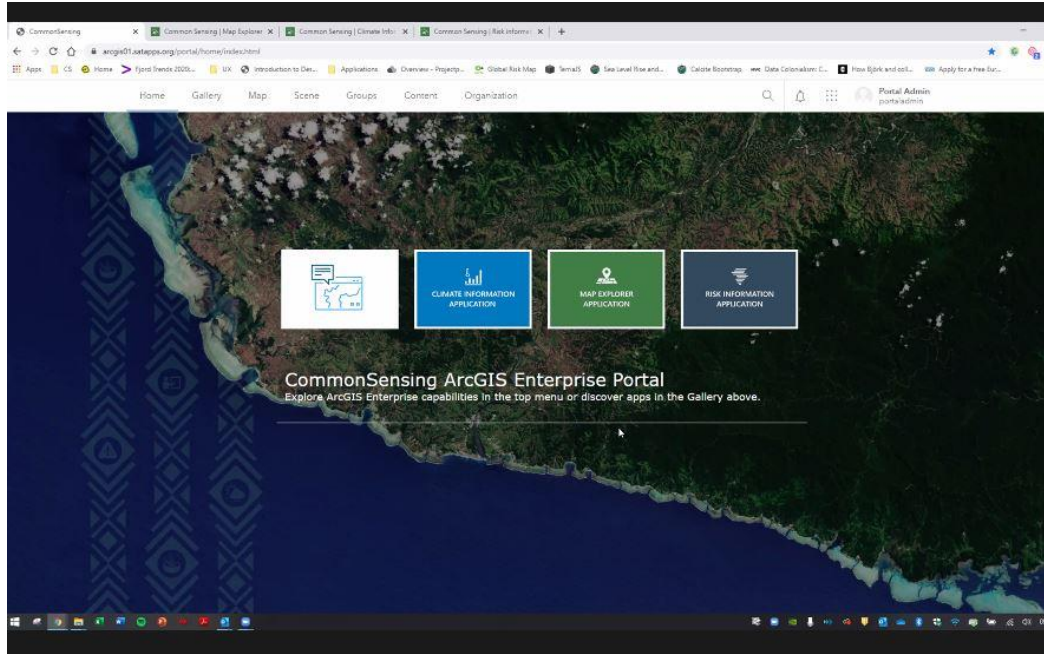 CommonSensing
Common Sensing | Map Explorer
Common Sensing | Climate Infor
Common Sensing | Risk informa
arcgis01.satapps.org/portal/home/index.html
Apps
CS
Home
Fjord Trends 2020...
UX
Introduction to Des...
Applications
Overview - Projectp...
Global Risk Map
TerriaJS
Sea Level Rise and...
Calcite Bootstrap
Data Colonialism: C...
How Björk and coll...
Apply for a free Eur...
Home
Gallery
Map
Scene
Groups
Content
Organization
Portal Admin
portaladmin
CLIMATE INFORMATION
APPLICATION
MAP EXPLORER
APPLICATION
RISK INFORMATION
APPLICATION
CommonSensing ArcGIS Enterprise Portal
Explore ArcGIS Enterprise capabilities in the top menu or discover apps in the Gallery above.